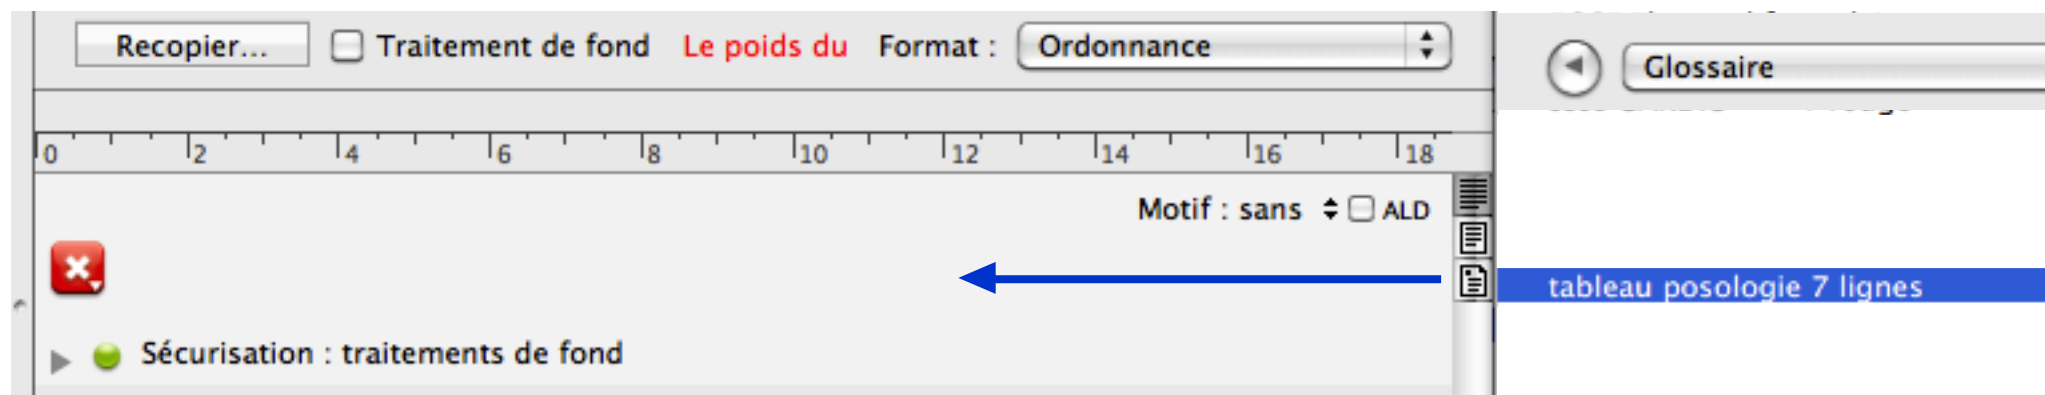 Recopier... Traitement de fond Le poids du Format : Ordonnance
Glossaire
0 2 4 6 8 10 12 14 16 18
Motif : sans ALD
tableau posologie 7 lignes
Sécurisation : traitements de fond